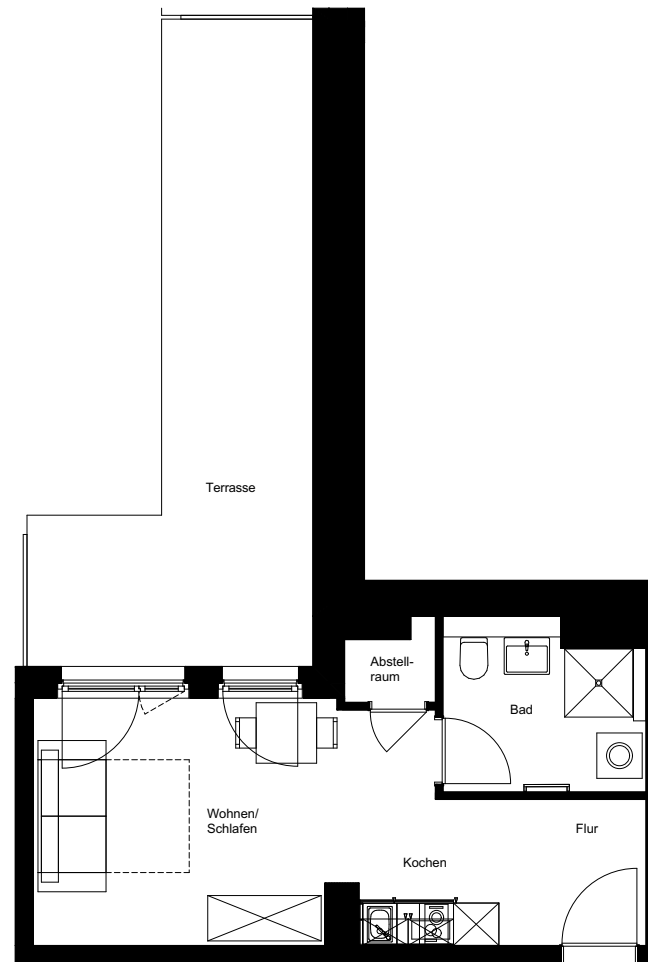 Terrasse
Abstell-
raum
Bad
Wohnen/
Schlafen
Flur
Kochen